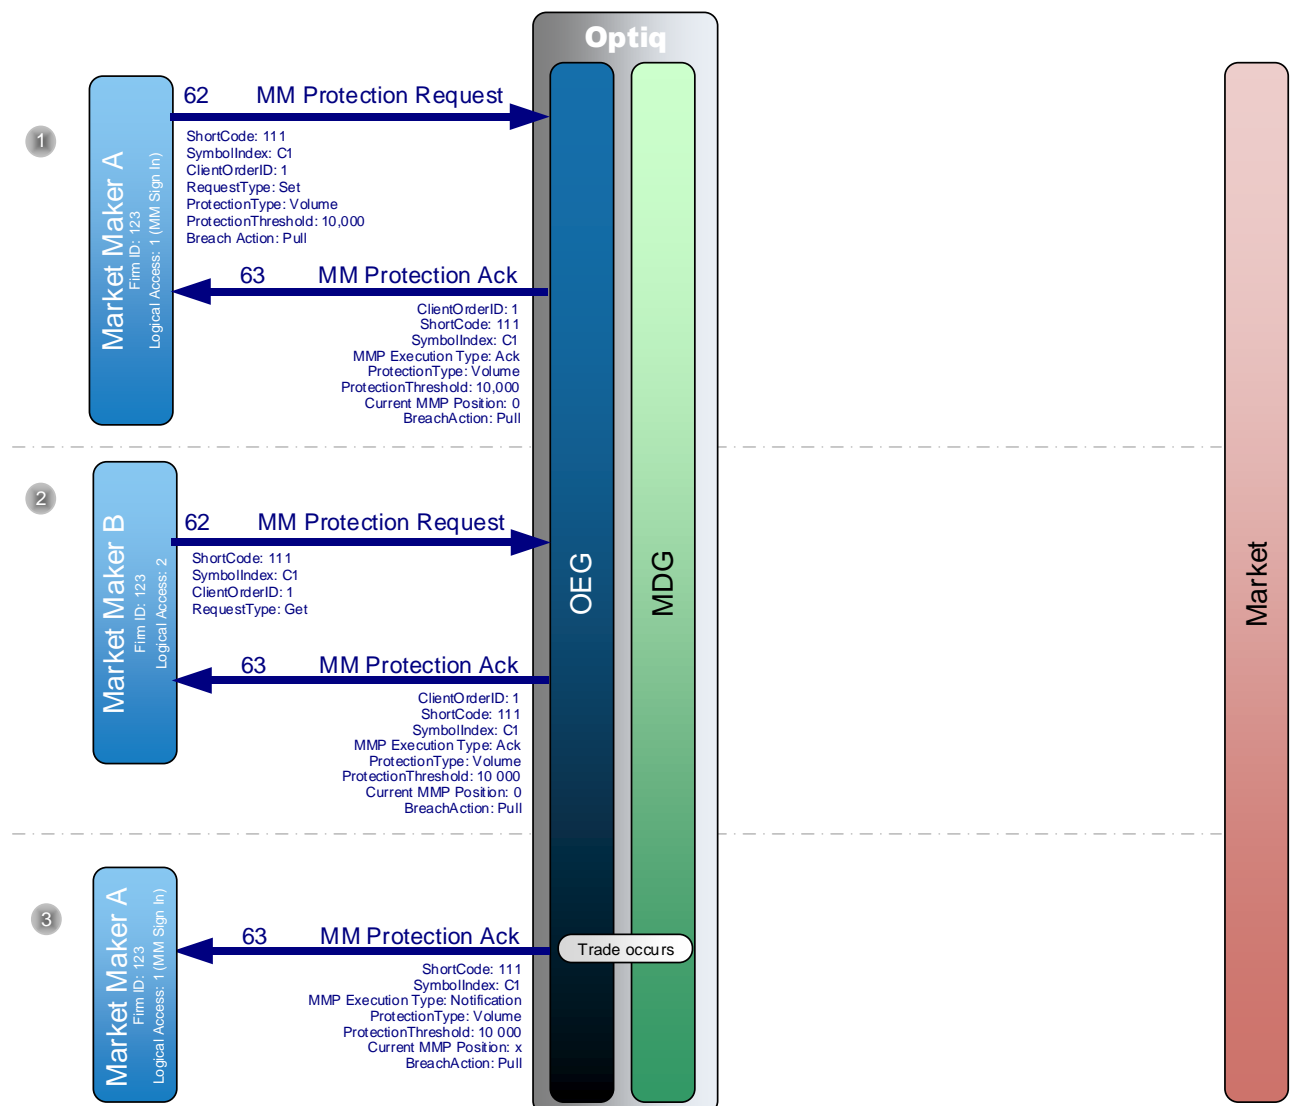 Optiq
1
Market Maker A
Firm ID: 123
Logical Access: 1 (MM Sign In)
62 MM Protection Request
ShortCode: 111
SymbolIndex: C1
ClientOrderID: 1
RequestType: Set
ProtectionType: Volume
ProtectionThreshold: 10,000
Breach Action: Pull
63 MM Protection Ack
ClientOrderID: 1
ShortCode: 111
SymbolIndex: C1
MMP Execution Type: Ack
ProtectionType: Volume
ProtectionThreshold: 10,000
Current MMP Position: 0
BreachAction: Pull
2
Market Maker B
Firm ID: 123
Logical Access: 2
62 MM Protection Request
ShortCode: 111
SymbolIndex: C1
ClientOrderID: 1
RequestType: Get
OEG
MDG
Market
63 MM Protection Ack
ClientOrderID: 1
ShortCode: 111
SymbolIndex: C1
MMP Execution Type: Ack
ProtectionType: Volume
ProtectionThreshold: 10 000
Current MMP Position: 0
BreachAction: Pull
3
Market Maker A
Firm ID: 123
Logical Access: 1 (MM Sign In)
63 MM Protection Ack
Trade occurs
ShortCode: 111
SymbolIndex: C1
MMP Execution Type: Notification
ProtectionType: Volume
ProtectionThreshold: 10 000
Current MMP Position: x
BreachAction: Pull